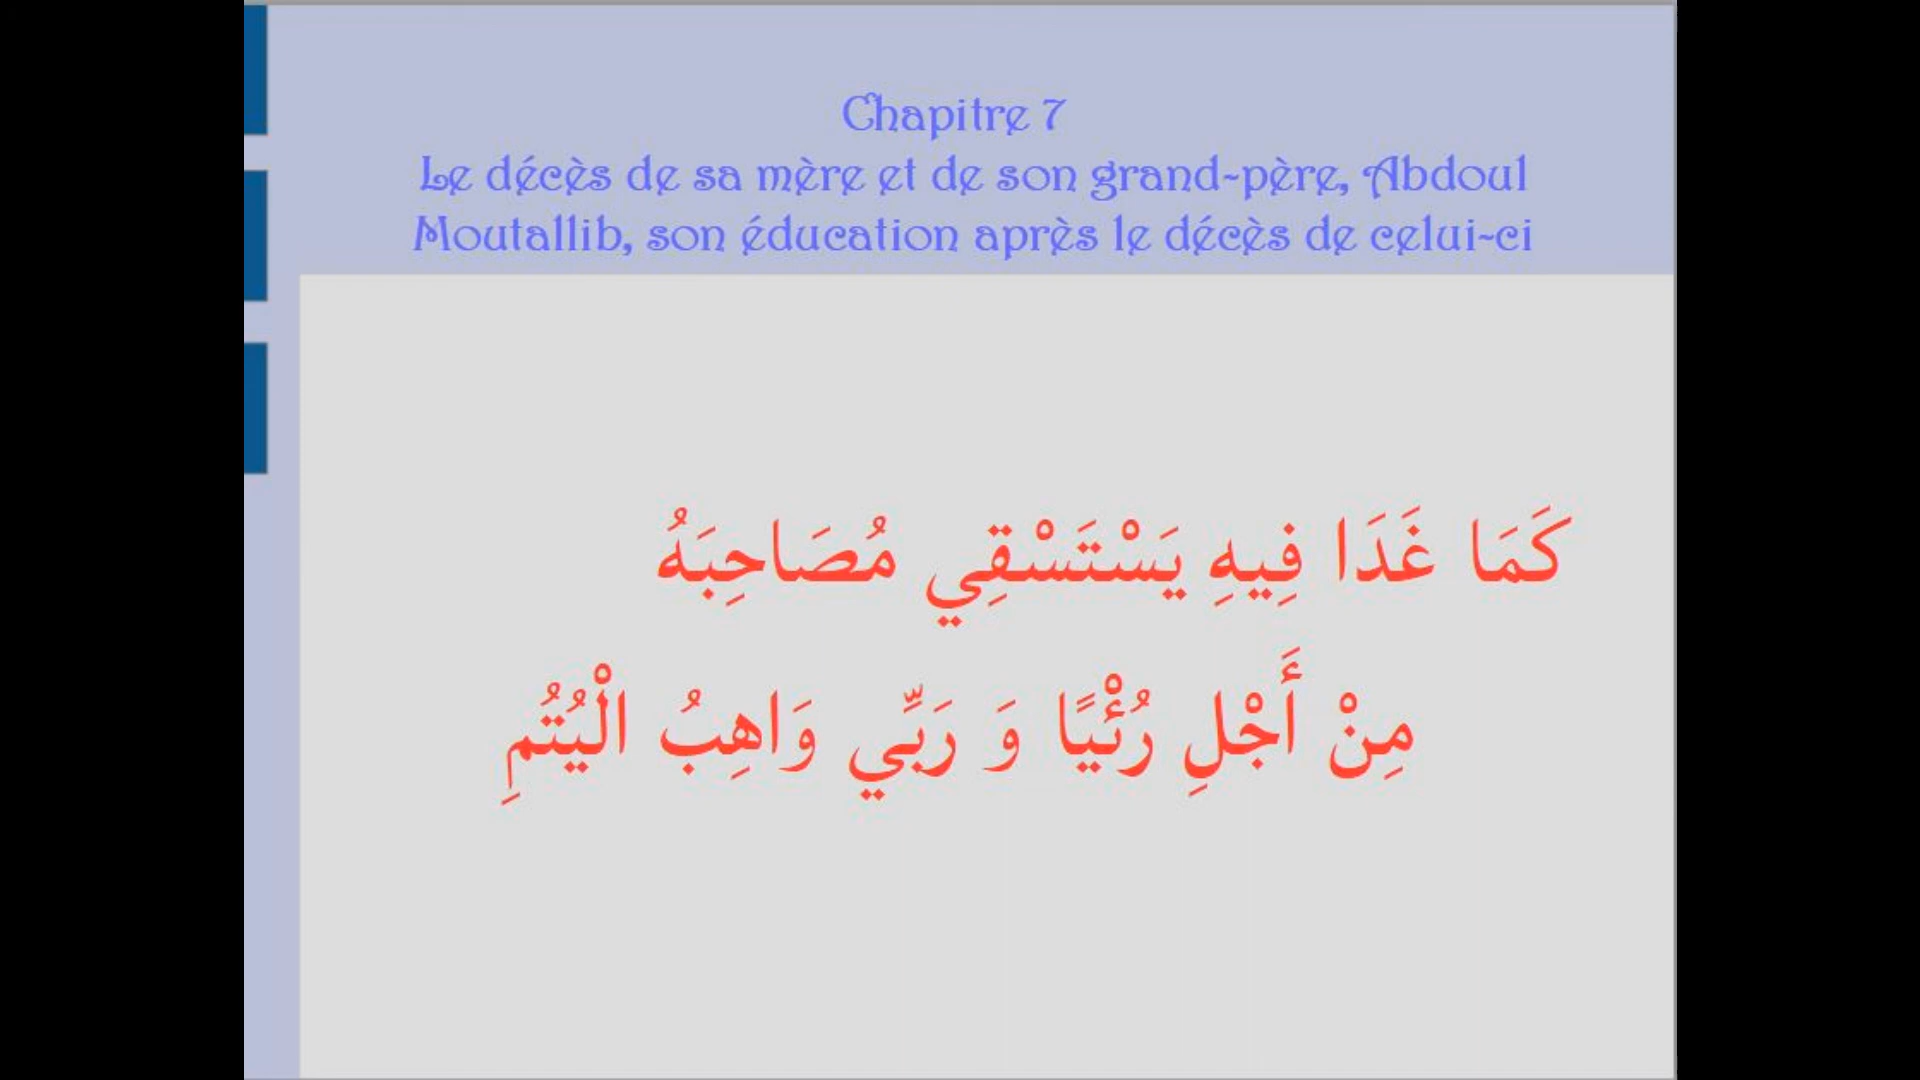 Chapitre 7
Le décès de sa mère et de son grand-père, Abdoul
Moutallib, son éducation après le décès de celui-ci
كَمَا غَدَا فِيهِ يَسْتَسْقِي مُصَاحِبَهُ
مِنْ أَجْلِ رُئْيًا وَ رَبِّي وَاهِبُ الْيُتُمِ